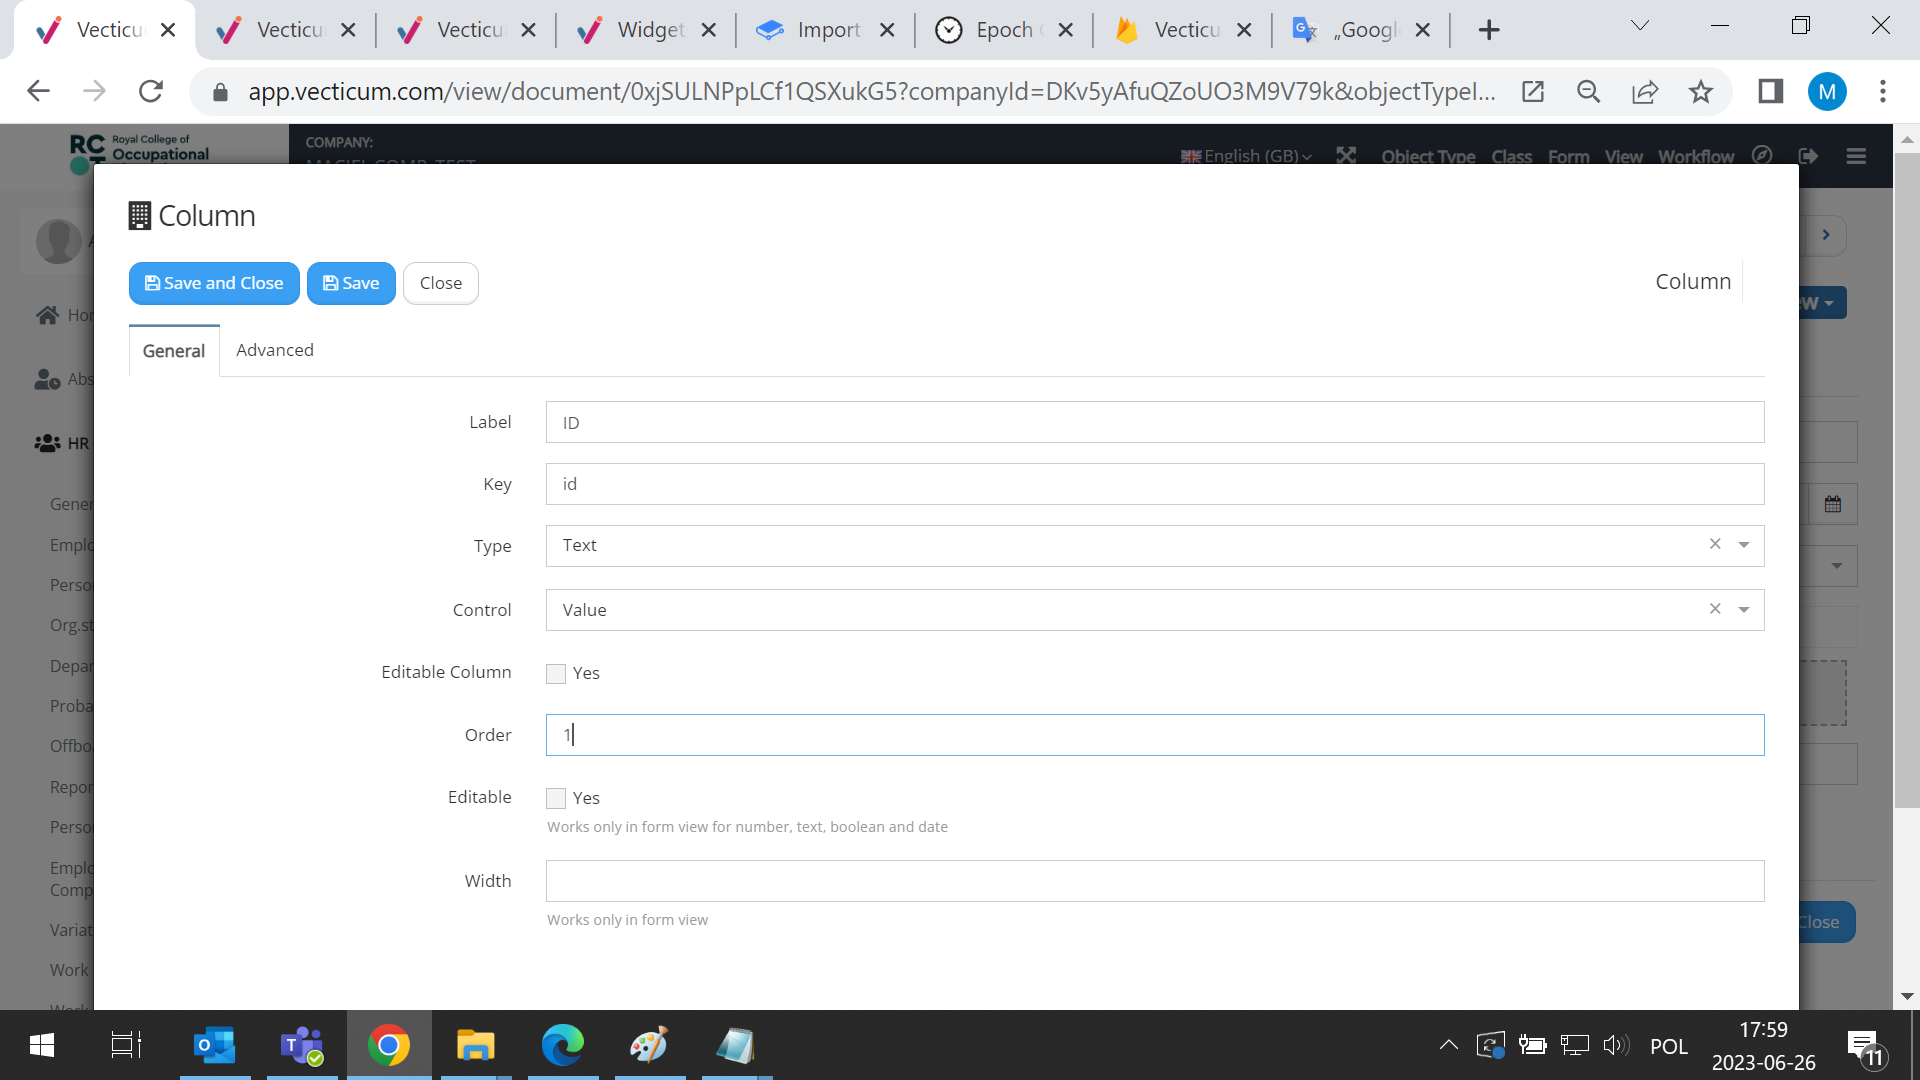 Vecticu
Vecticu
Vecticu
Widget
Import
Epoch
Vecticu
„Googl
app.vecticum.com/view/document/0xjSULNPpLCf1QSXukG5?companyId=DKv5yAfuQZoUO3M9V79k&objectTypeI...
M
RC Royal College of
Occupational
COMPANY:
English (GB)
Object Type Class Form View Workflow
Column
Save and Close
Save
Close
Column
General
Advanced
Hor
Abs
HR
Gener
Emplo
Perso
Org.st
Depar
Proba
Offbo
Repor
Perso
Emplo
Comp
Variat
Work
Label
ID
Key
id
Type
Text
Control
Value
Editable Column
Yes
Order
1
Editable
Yes
Works only in form view for number, text, boolean and date
Width
Works only in form view
Close
POL
17:59
2023-06-26
11